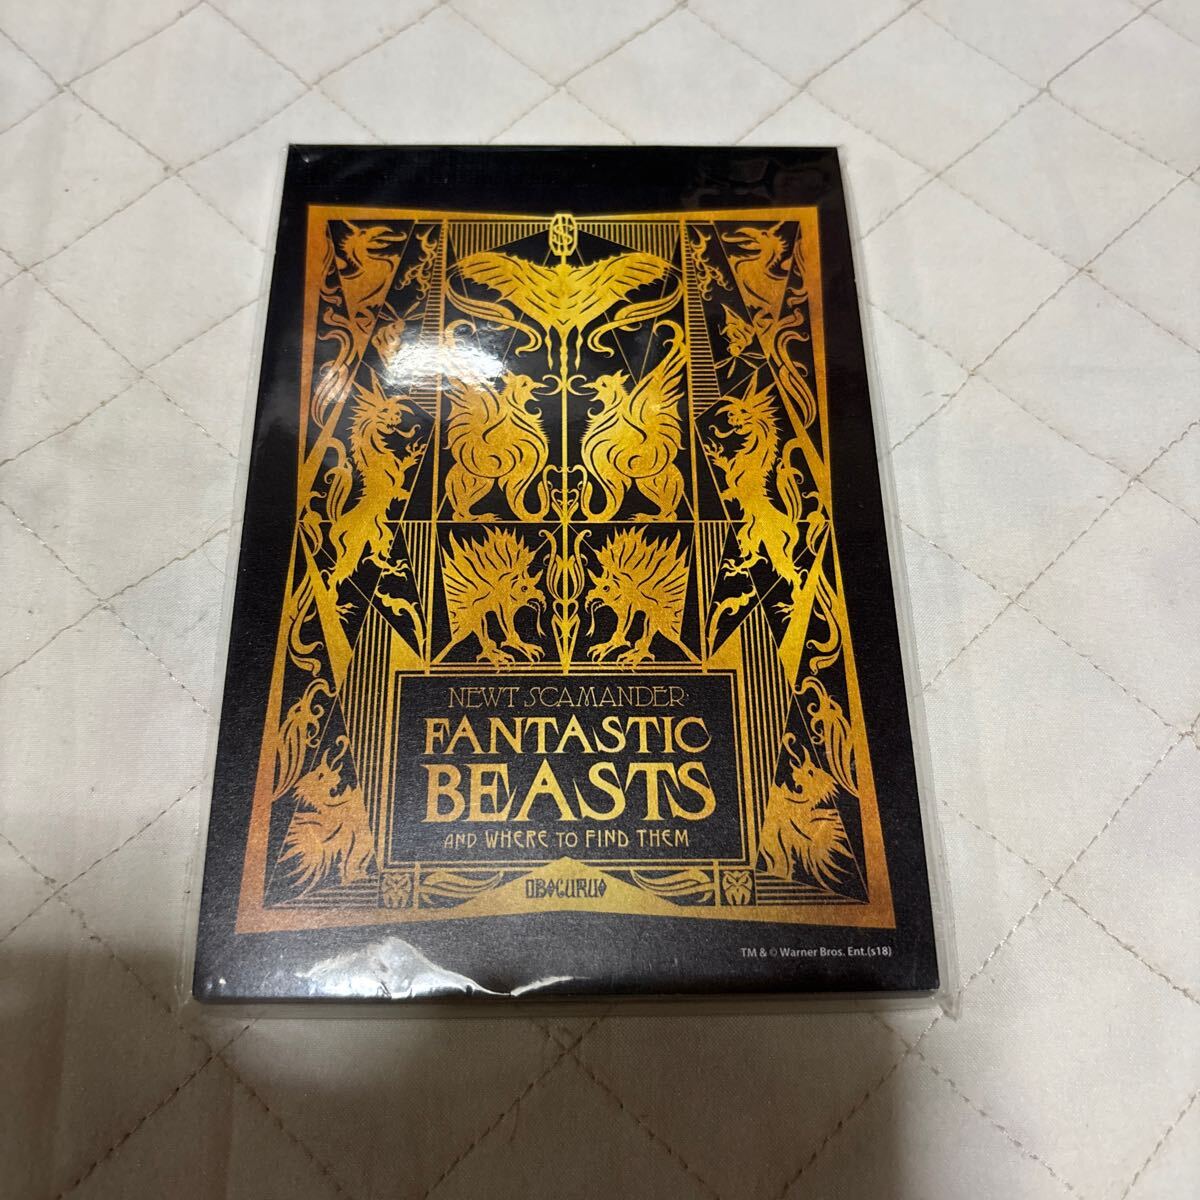 NEWT SCAMANDER
FANTASTIC
BEASTS
AND WHERE TO FIND THEM
OBSCURUS
TM & © Warner Bros. Ent.(s18)